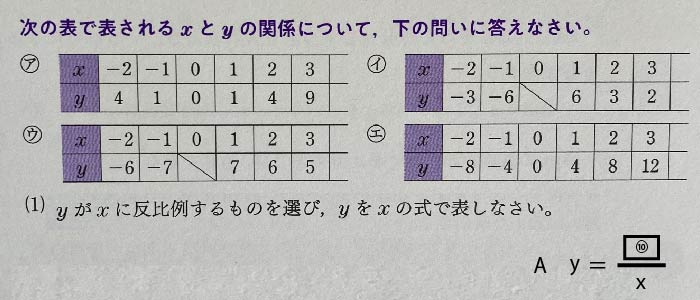 次の表で表される x と y の関係について，下の問いに答えなさい。
㋐ x −2 −1 0 1 2 3
y 4 1 0 1 4 9
㋑ x −2 −1 0 1 2 3
y −3 −6 6 3 2
㋒ x −2 −1 0 1 2 3
y −6 −7 7 6 5
㋓ x −2 −1 0 1 2 3
y −8 −4 0 4 8 12
(1) y が x に反比例するものを選び，y を x の式で表しなさい。
A y = ⑩
x